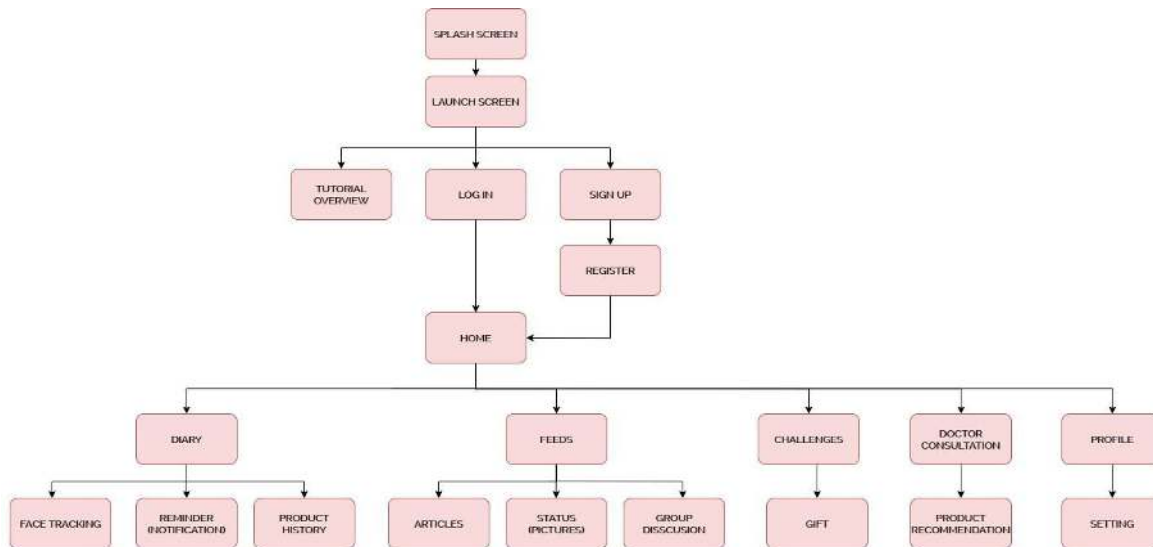 SPLASH SCREEN
LAUNCH SCREEN
TUTORIAL
OVERVIEW
LOG IN
SIGN UP
REGISTER
HOME
DIARY
FEEDS
CHALLENGES
DOCTOR
CONSULTATION
PROFILE
FACE TRACKING
REMINDER
(NOTIFICATION)
PRODUCT
HISTORY
ARTICLES
STATUS
(PICTURES)
GROUP
DISSCUSION
GIFT
PRODUCT
RECOMMENDATION
SETTING